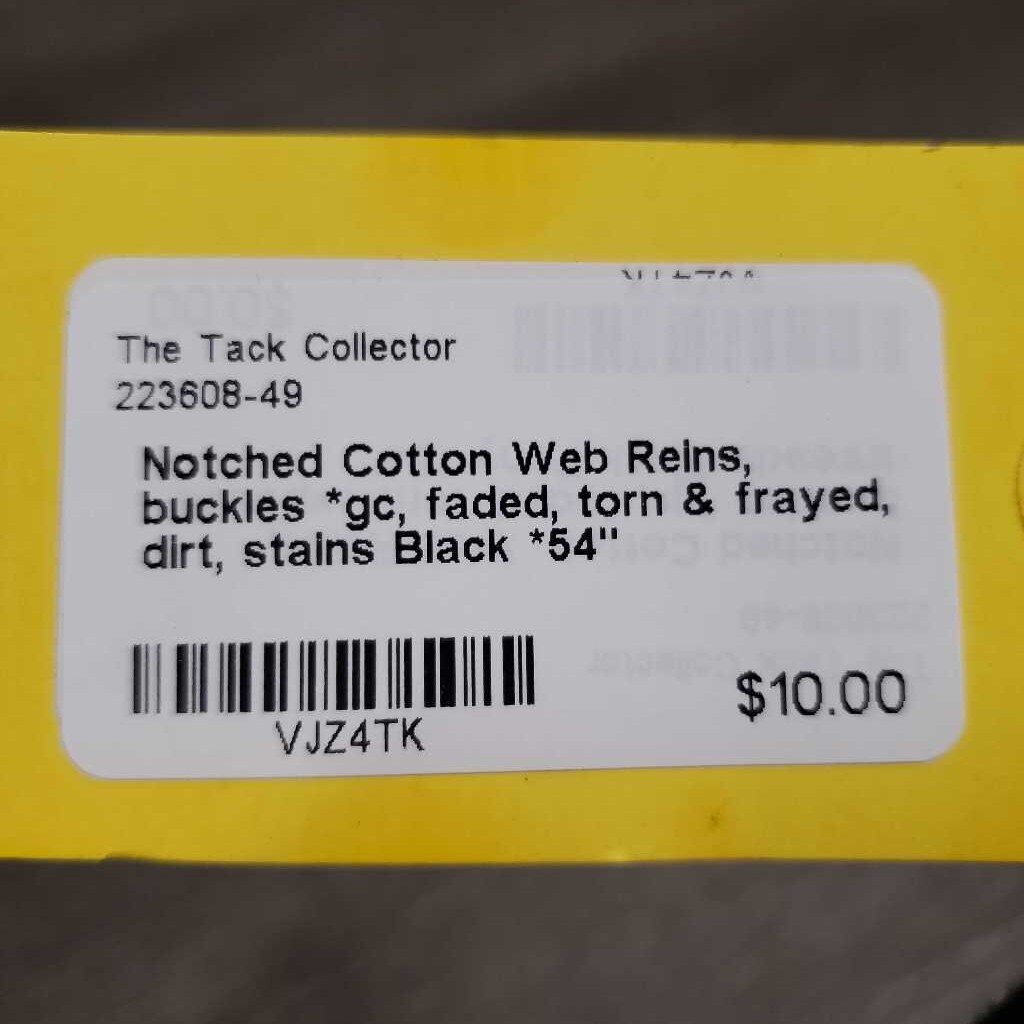 The Tack Collector
223608-49
Notched Cotton Web Reins,
buckles *gc, faded, torn & frayed,
dirt, stains Black *54"
VJZ4TK
$10.00